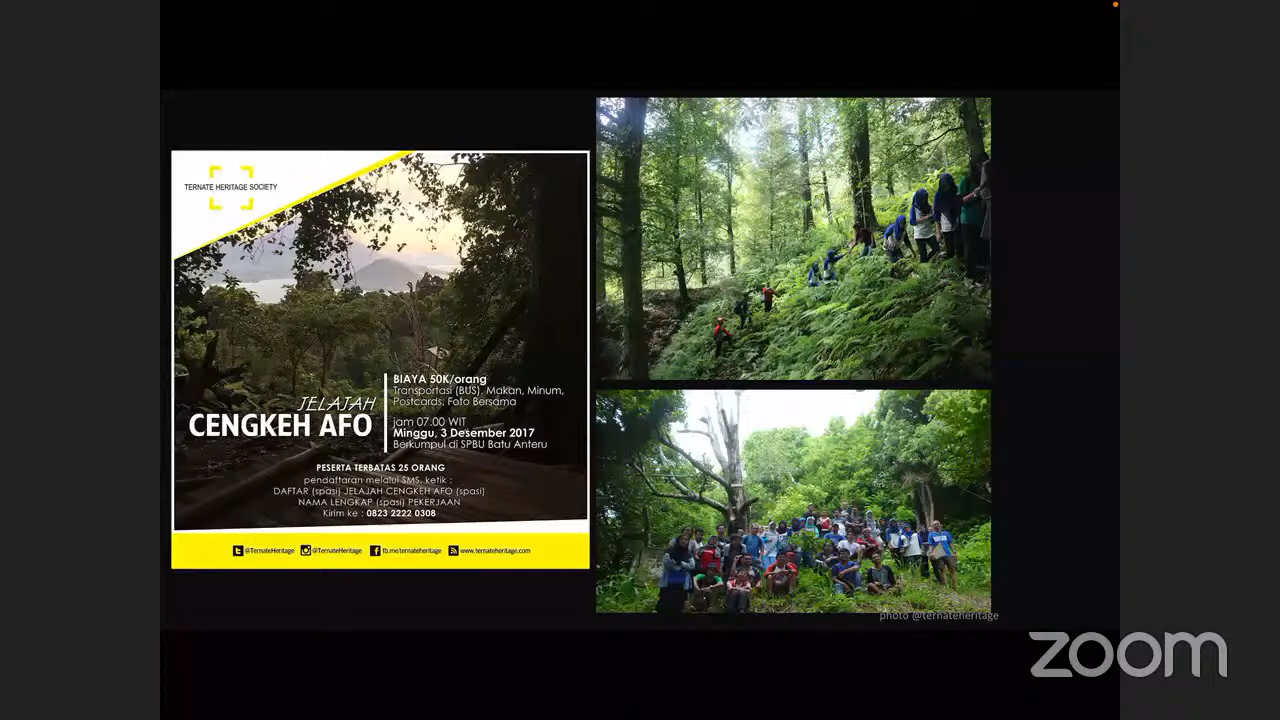 TERNATE HERITAGE SOCIETY
JELAJAH
CENGKEH AFO
BIAYA 50K/orang
Transportasi (BUS), Makan, Minum,
Postcards, Foto Bersama
jam 07.00 WIT
Minggu, 3 Desember 2017
Berkumpul di SPBU Batu Anteru
PESERTA TERBATAS 25 ORANG
pendaftaran melalui SMS, ketik :
DAFTAR (spasi) JELAJAH CENGKEH AFO (spasi)
NAMA LENGKAP (spasi) PEKERJAAN
Kirim ke : 0823 2222 0308
@TernateHeritage @TernateHeritage fb.me/ternateheritage www.ternateheritage.com
photo @ternateheritage
zoom